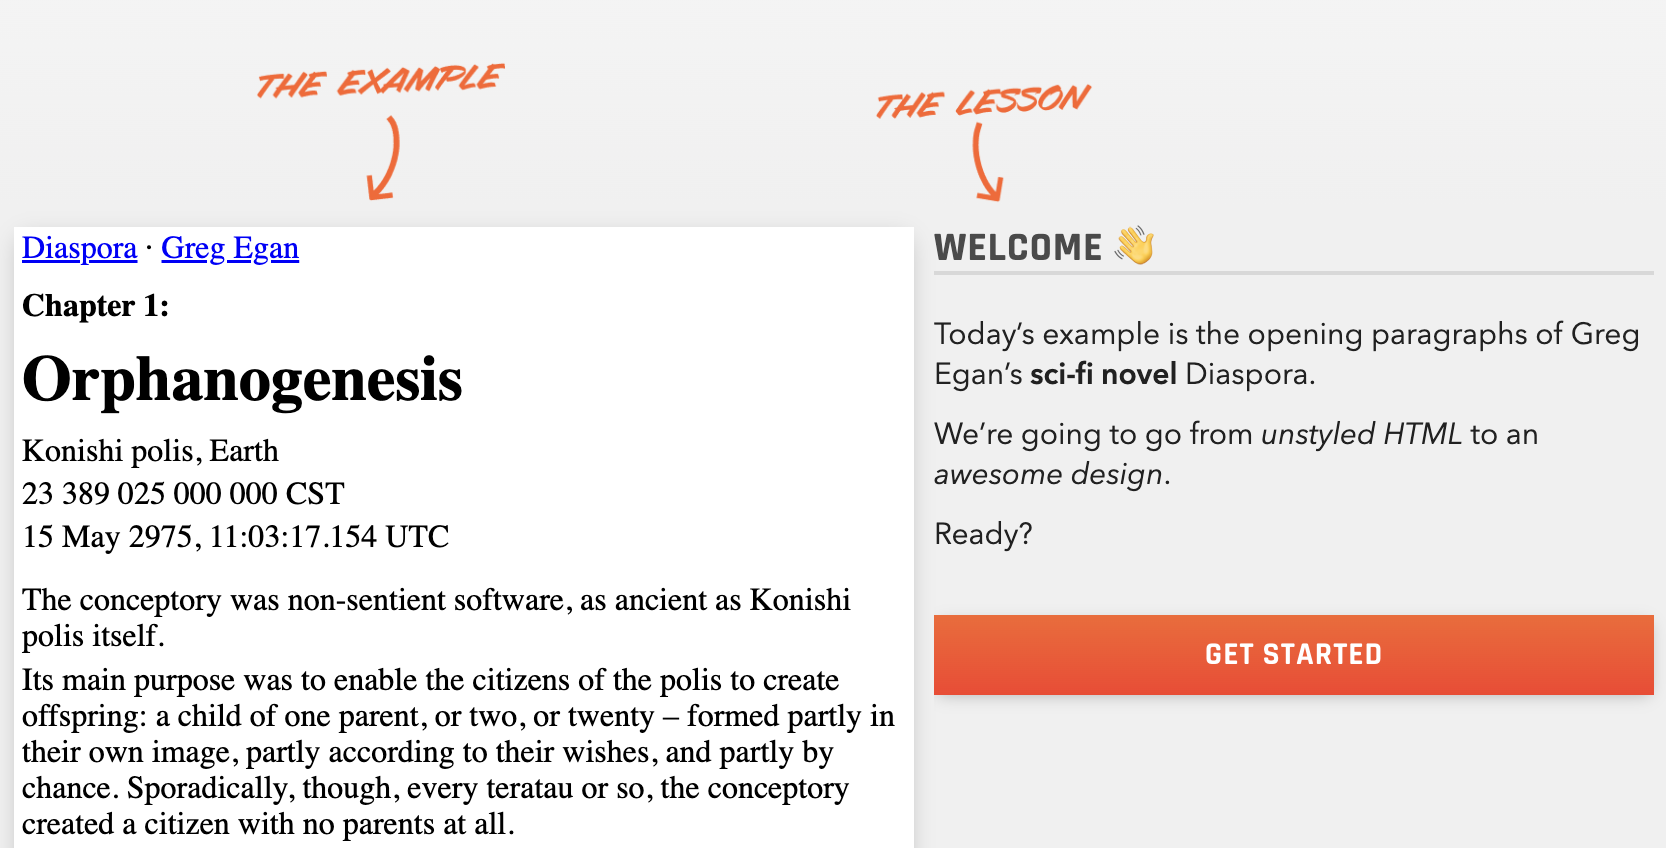 THE EXAMPLE
THE LESSON
Diaspora · Greg Egan
Chapter 1:
Orphanogenesis
Konishi polis, Earth
23 389 025 000 000 CST
15 May 2975, 11:03:17.154 UTC
The conceptory was non-sentient software, as ancient as Konishi
polis itself.
Its main purpose was to enable the citizens of the polis to create
offspring: a child of one parent, or two, or twenty – formed partly in
their own image, partly according to their wishes, and partly by
chance. Sporadically, though, every teratau or so, the conceptory
created a citizen with no parents at all.
WELCOME 👋
Today’s example is the opening paragraphs of Greg
Egan’s sci-fi novel Diaspora.
We’re going to go from unstyled HTML to an
awesome design.
Ready?
GET STARTED